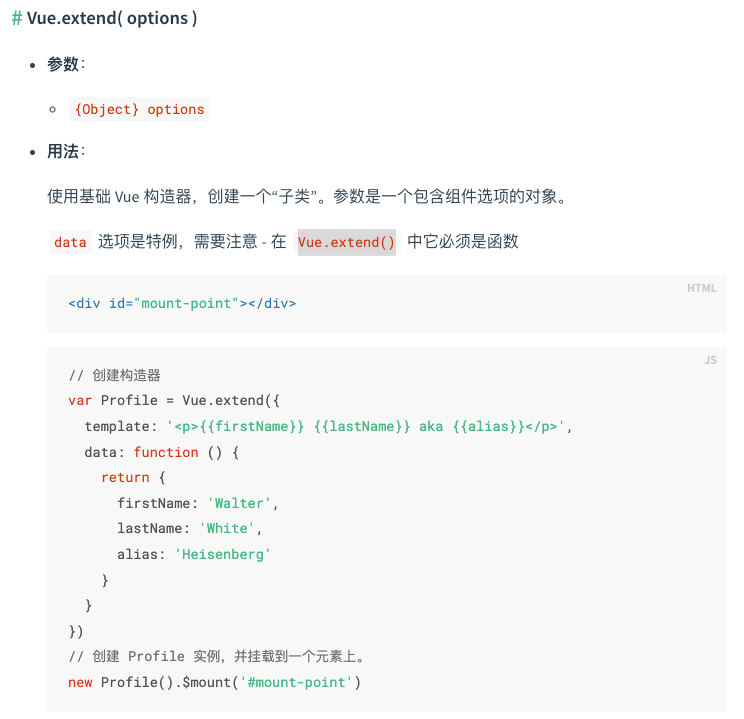 # Vue.extend( options )
参数：
{Object} options
用法：
使用基础 Vue 构造器，创建一个“子类”。参数是一个包含组件选项的对象。
data 选项是特例，需要注意 - 在 Vue.extend() 中它必须是函数
HTML
<div id="mount-point"></div>
JS
// 创建构造器
var Profile = Vue.extend({
  template: '<p>{{firstName}} {{lastName}} aka {{alias}}</p>',
  data: function () {
    return {
      firstName: 'Walter',
      lastName: 'White',
      alias: 'Heisenberg'
    }
  }
})
// 创建 Profile 实例，并挂载到一个元素上。
new Profile().$mount('#mount-point')